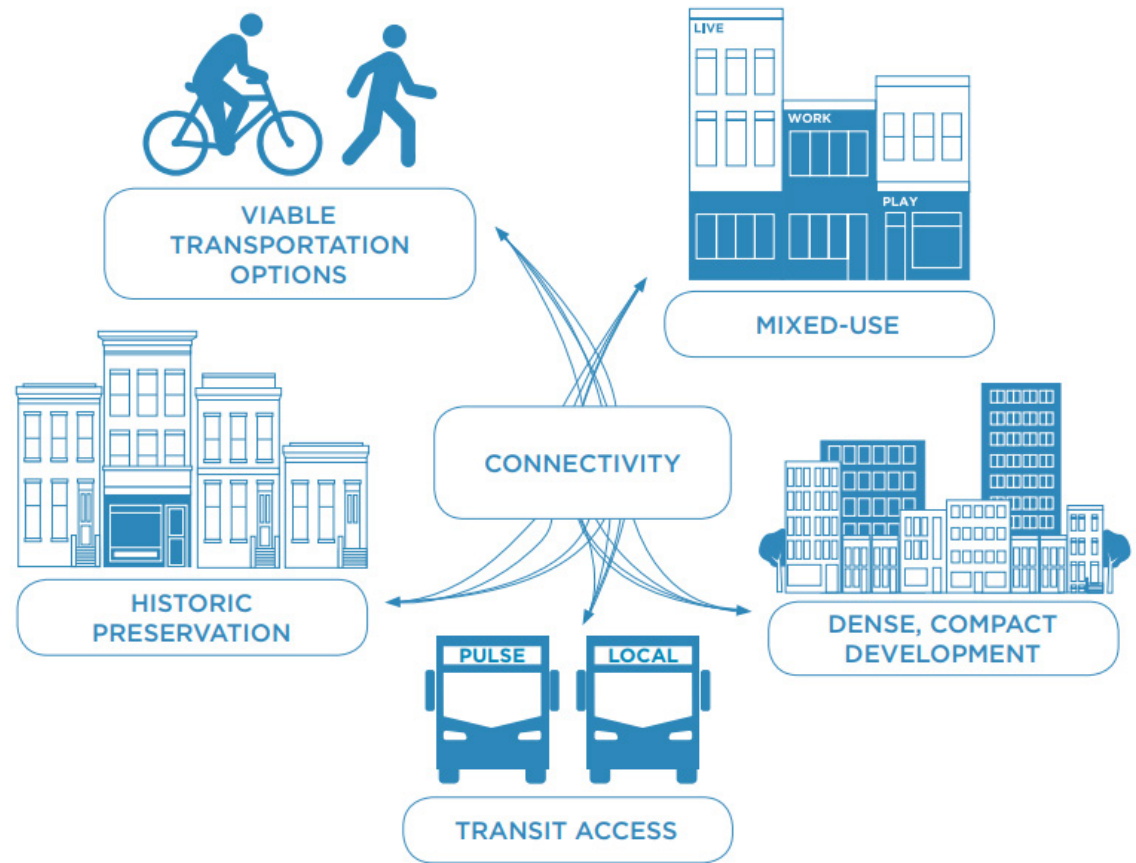 VIABLE
TRANSPORTATION
OPTIONS
LIVE
WORK
PLAY
MIXED-USE
CONNECTIVITY
HISTORIC
PRESERVATION
DENSE, COMPACT
DEVELOPMENT
PULSE
LOCAL
TRANSIT ACCESS